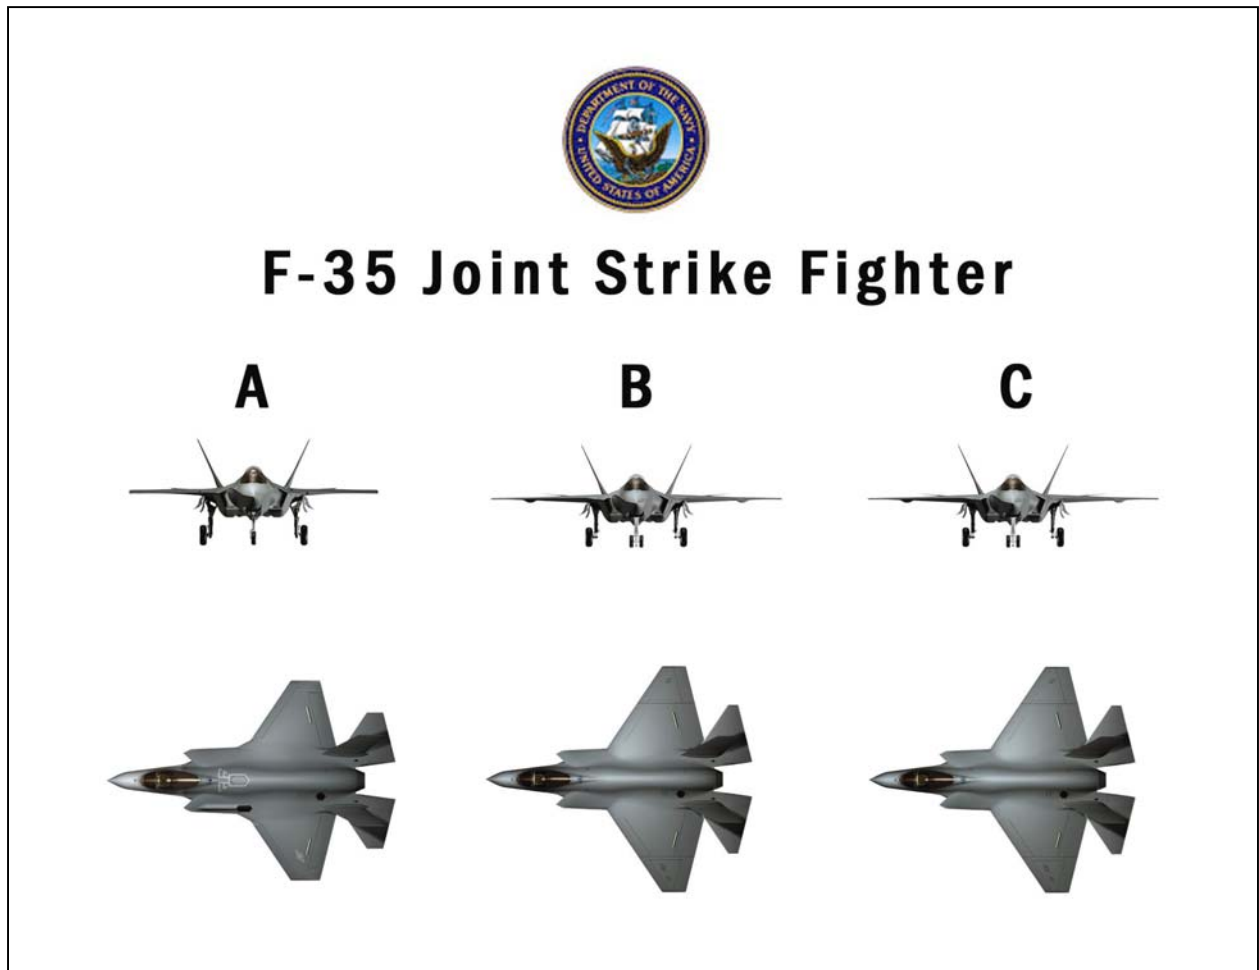 DEPARTMENT OF THE NAVY
UNITED STATES OF AMERICA
F-35 Joint Strike Fighter
A B C